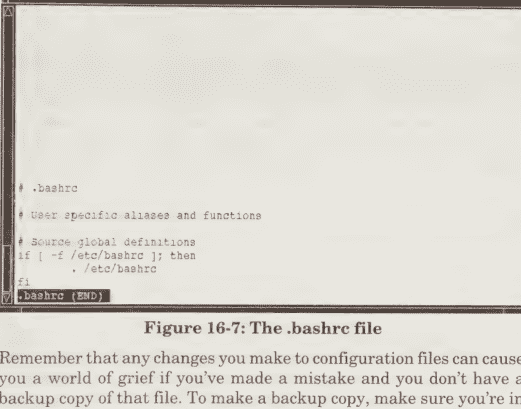 # .bashrc
# User specific aliases and functions
# Source global definitions
if [ -f /etc/bashrc ]; then
. /etc/bashrc
fi
.bashrc (END)
Figure 16-7: The .bashrc file
Remember that any changes you make to configuration files can cause
you a world of grief if you've made a mistake and you don't have a
backup copy of that file. To make a backup copy, make sure you're in